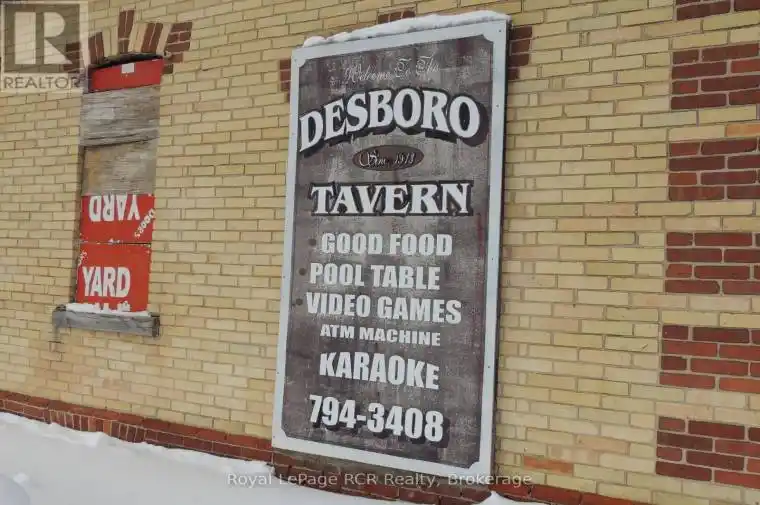 R
REALTOR
Welcome To The
DESBORO
Since 1913
TAVERN
GOOD FOOD
POOL TABLE
VIDEO GAMES
ATM MACHINE
KARAOKE
794-3408
YARD
Doors
YARD
Royal LePage RCR Realty, Brokerage